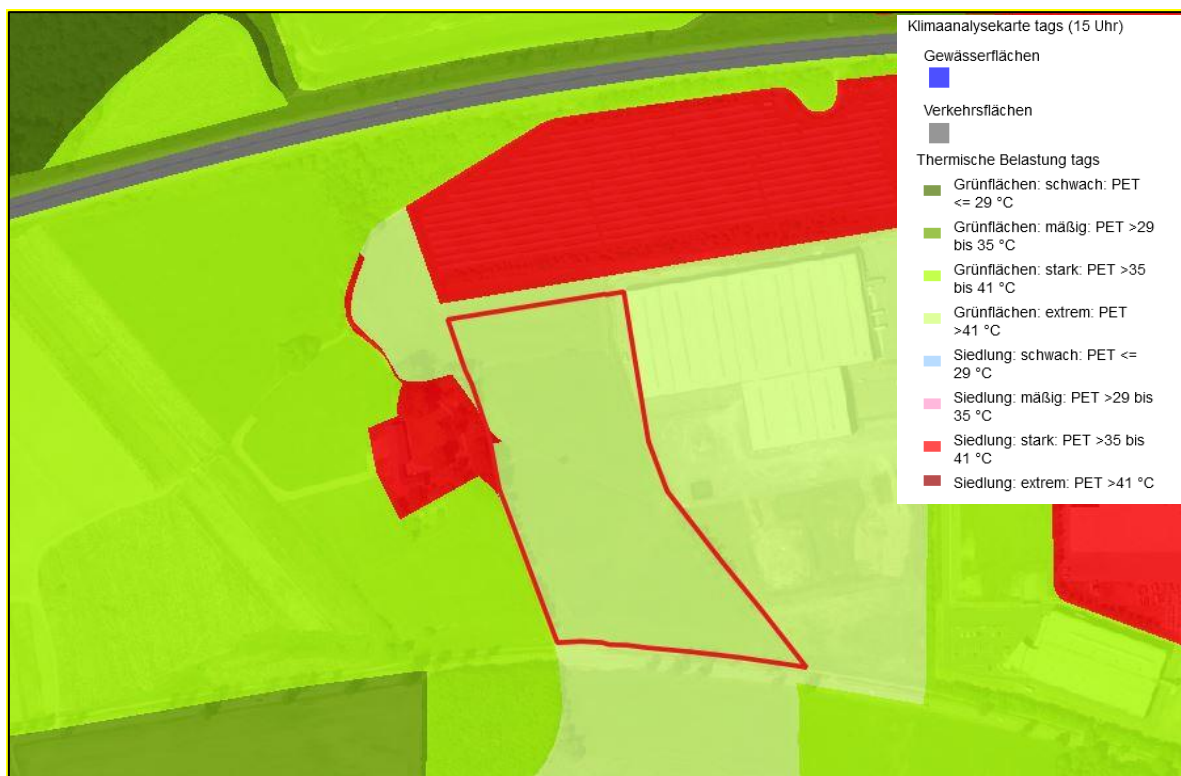 Klimaanalysekarte tags (15 Uhr)
Gewässerflächen
Verkehrsflächen
Thermische Belastung tags
Grünflächen: schwach: PET
<= 29 °C
Grünflächen: mäßig: PET >29
bis 35 °C
Grünflächen: stark: PET >35
bis 41 °C
Grünflächen: extrem: PET
>41 °C
Siedlung: schwach: PET <=
29 °C
Siedlung: mäßig: PET >29 bis
35 °C
Siedlung: stark: PET >35 bis
41 °C
Siedlung: extrem: PET >41 °C